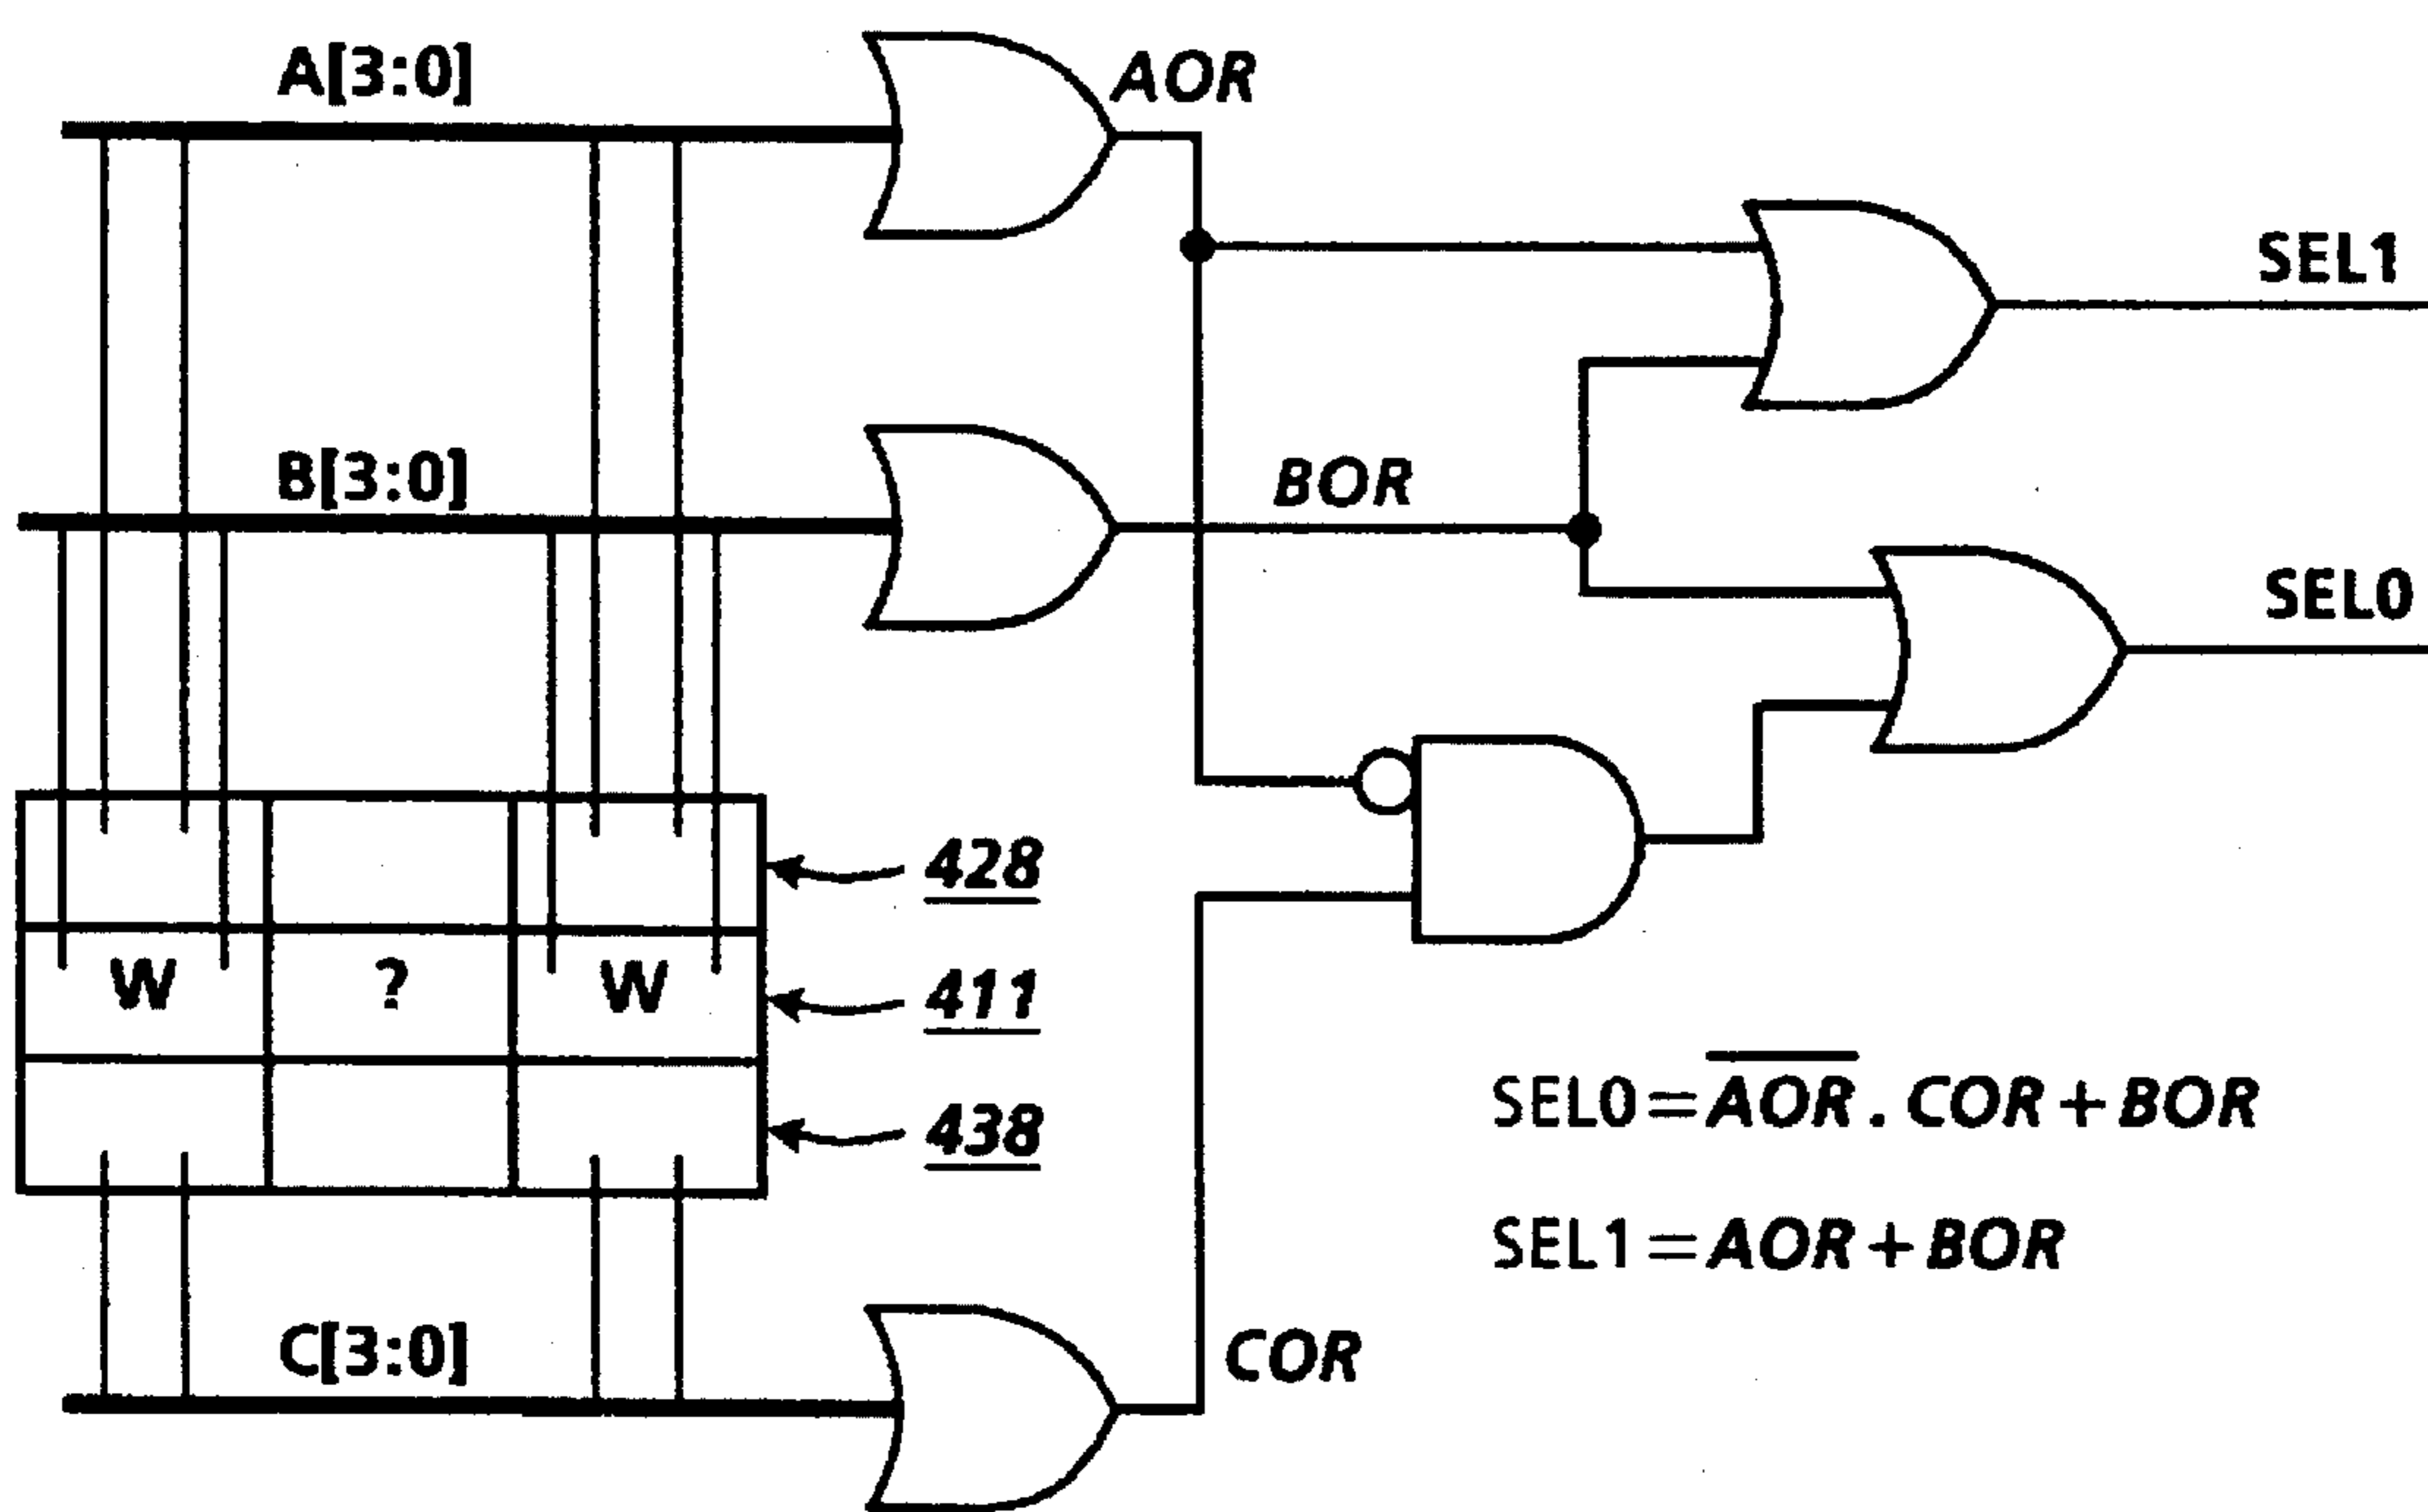 A[3:0]
AOR
SEL1
B[3:0]
BOR
SEL0
428
W ? W
411
438
SEL0=\overline{AOR}.COR+BOR
SEL1=AOR+BOR
C[3:0]
COR